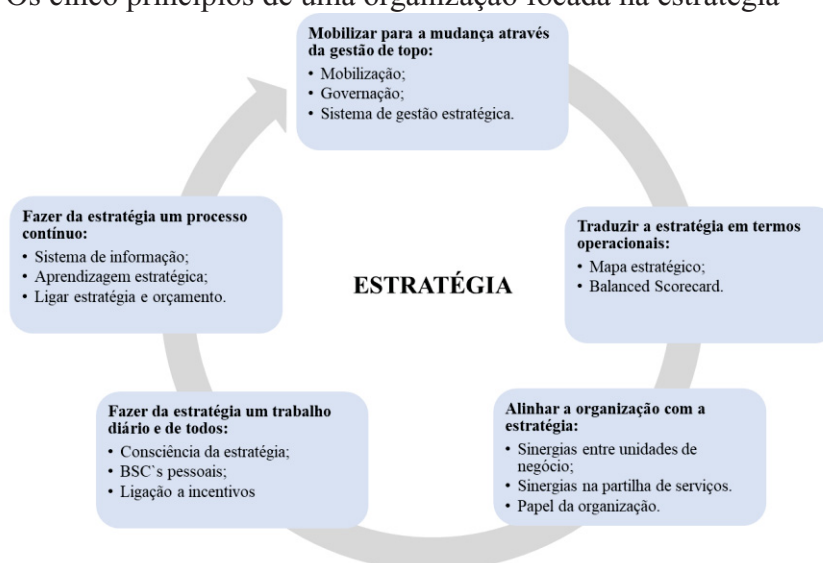 Os cinco princípios de uma organização focada na estratégia
Mobilizar para a mudança através
da gestão de topo:
• Mobilização;
• Governação;
• Sistema de gestão estratégica.
Traduzir a estratégia em termos
operacionais:
• Mapa estratégico;
• Balanced Scorecard.
Alinhar a organização com a
estratégia:
• Sinergias entre unidades de
negócio;
• Sinergias na partilha de serviços.
• Papel da organização.
Fazer da estratégia um trabalho
diário e de todos:
• Consciência da estratégia;
• BSC`s pessoais;
• Ligação a incentivos
Fazer da estratégia um processo
contínuo:
• Sistema de informação;
• Aprendizagem estratégica;
• Ligar estratégia e orçamento.
ESTRATÉGIA